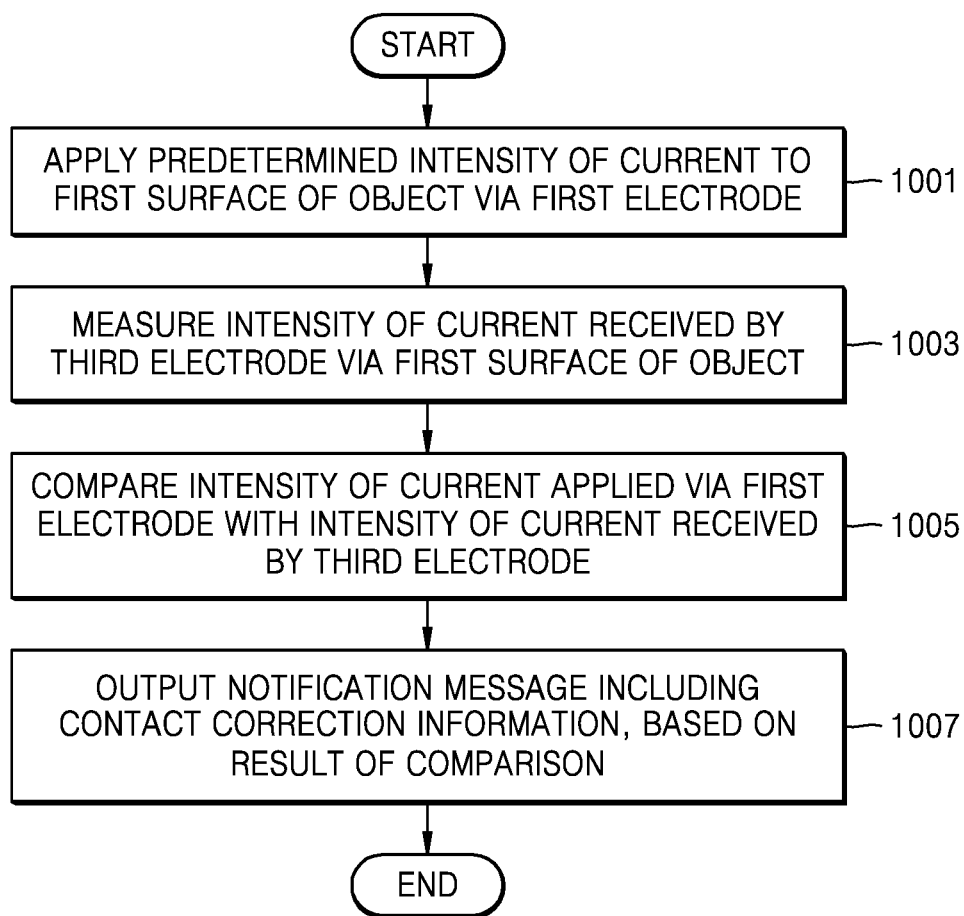 START
APPLY PREDETERMINED INTENSITY OF CURRENT TO
FIRST SURFACE OF OBJECT VIA FIRST ELECTRODE
1001
MEASURE INTENSITY OF CURRENT RECEIVED BY
THIRD ELECTRODE VIA FIRST SURFACE OF OBJECT
1003
COMPARE INTENSITY OF CURRENT APPLIED VIA FIRST
ELECTRODE WITH INTENSITY OF CURRENT RECEIVED
BY THIRD ELECTRODE
1005
OUTPUT NOTIFICATION MESSAGE INCLUDING
CONTACT CORRECTION INFORMATION, BASED ON
RESULT OF COMPARISON
1007
END